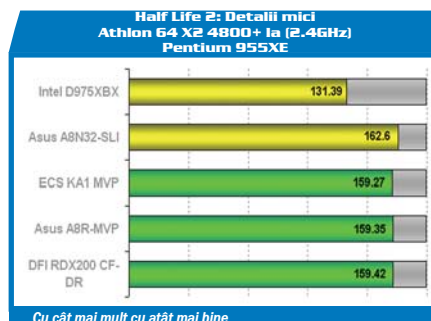 Half Life 2: Detalii mici
Athlon 64 X2 4800+ la (2.4GHz)
Pentium 955XE
Intel D975XBX
131.39
Asus A8N32-SLI
162.6
ECS KA1 MVP
159.27
Asus A8R-MVP
159.35
DFI RDX200 CF-
DR
159.42
Cu cât mai mult cu atât mai bine